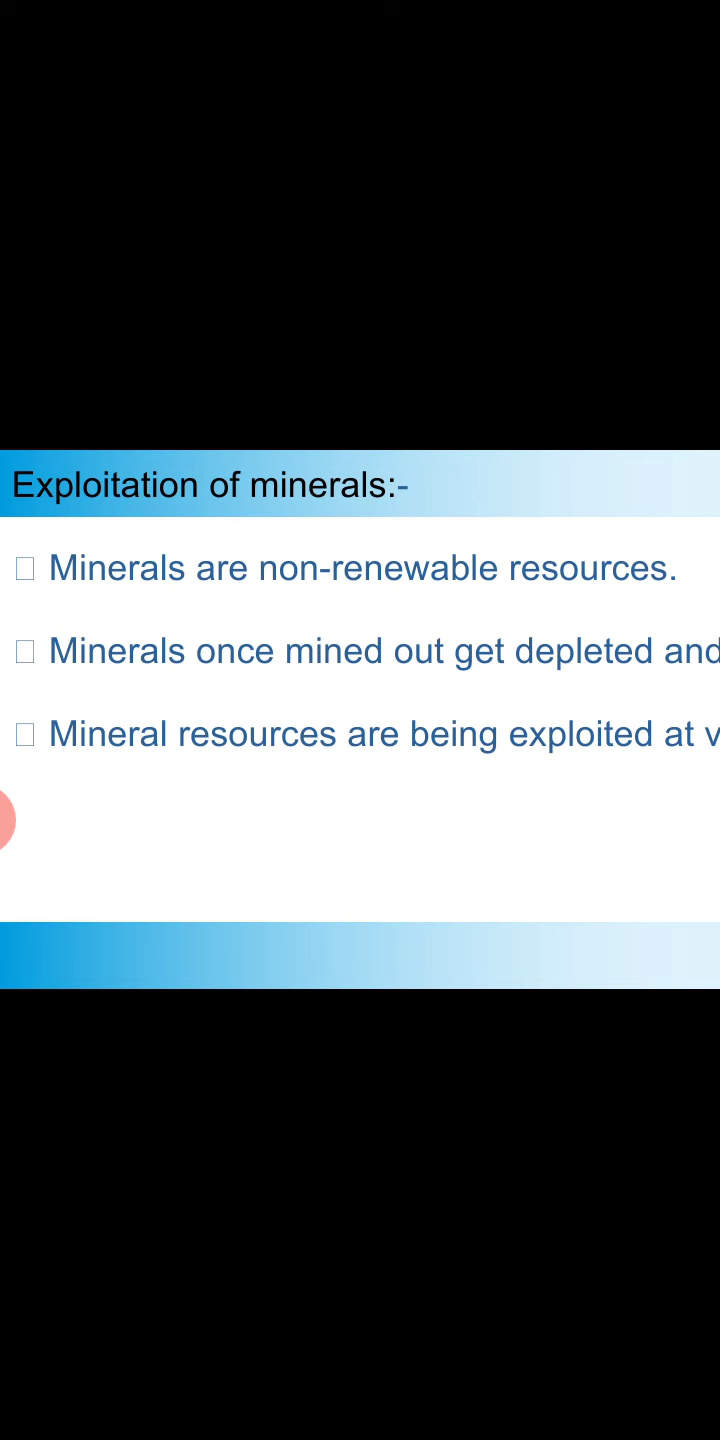 Exploitation of minerals:-
Minerals are non-renewable resources.
Minerals once mined out get depleted and
Mineral resources are being exploited at v